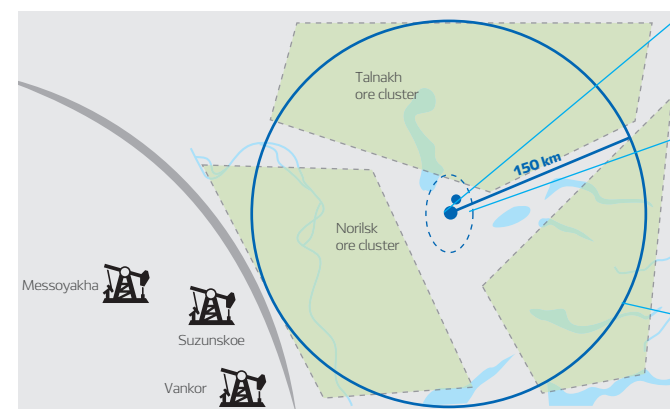 Talnakh
ore cluster
150 km
Norilsk
ore cluster
Messoyakha
Suzunskoe
Vankor